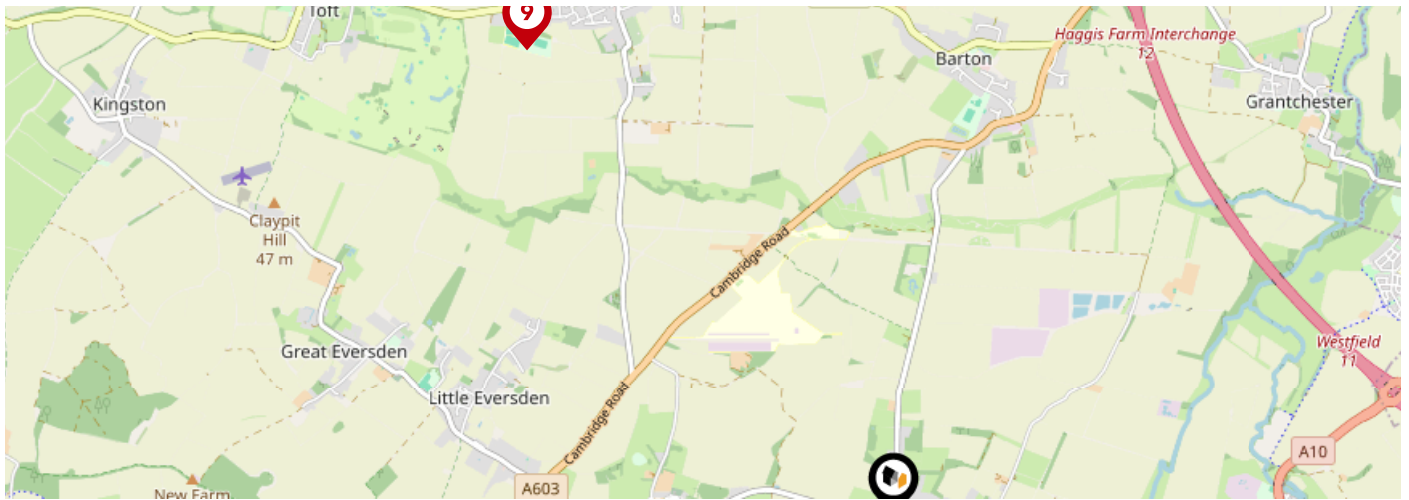 Toft
9
Haggis Farm Interchange
12
Barton
Kingston
Grantchester
Claypit
Hill
47 m
Cambridge Road
Great Eversden
Westfield
11
Little Eversden
Cambridge Road
A10
A603
New Farm